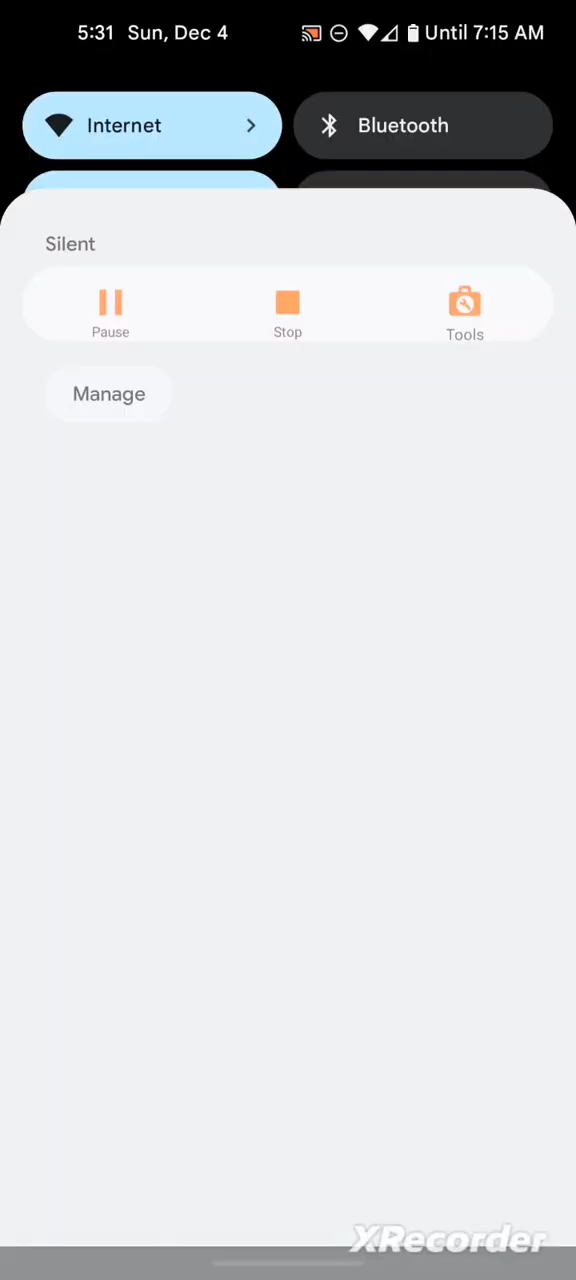 5:31 Sun, Dec 4 Until 7:15 AM
Internet Bluetooth
Silent
Pause Stop Tools
Manage
XRecorder